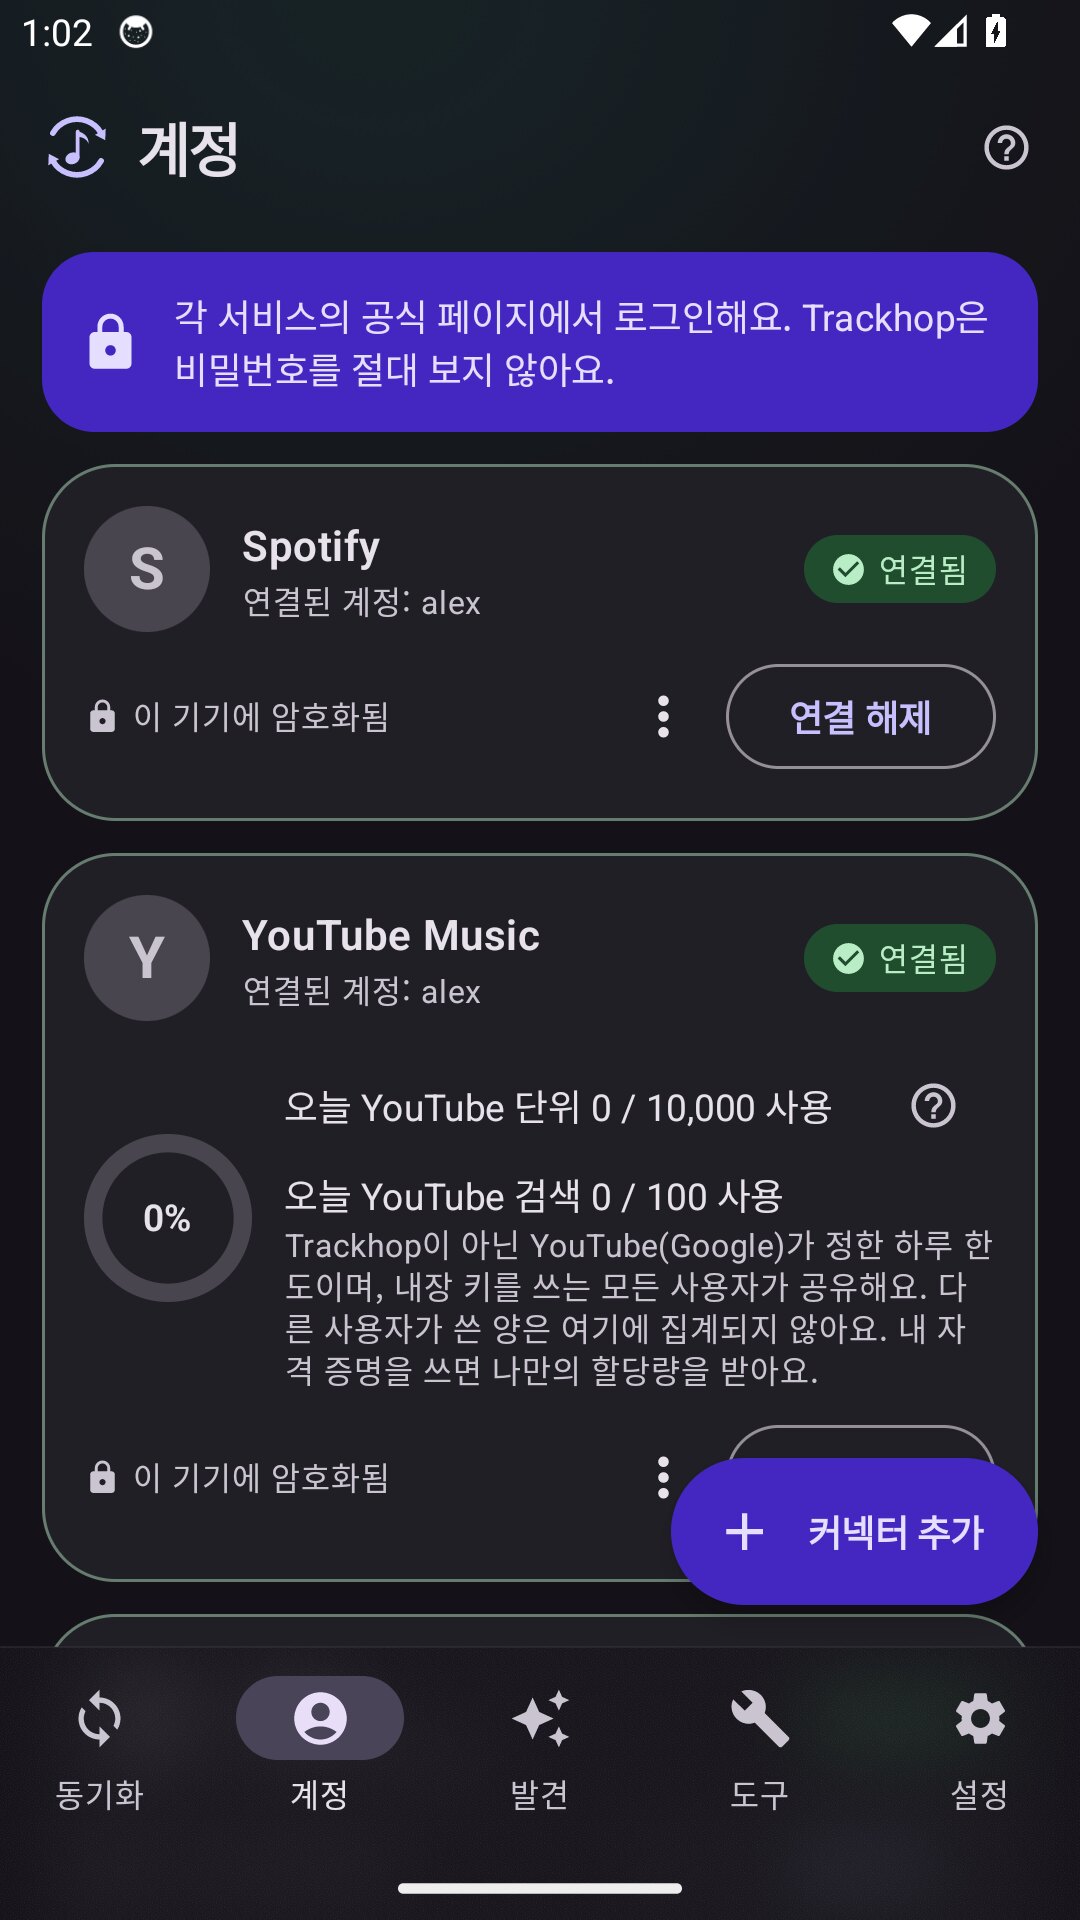 1:02
계정
각 서비스의 공식 페이지에서 로그인해요. Trackhop은
비밀번호를 절대 보지 않아요.
S
Spotify
연결된 계정: alex
연결됨
이 기기에 암호화됨
연결 해제
Y
YouTube Music
연결된 계정: alex
연결됨
오늘 YouTube 단위 0 / 10,000 사용
0%
오늘 YouTube 검색 0 / 100 사용
Trackhop이 아닌 YouTube(Google)가 정한 하루 한
도이며, 내장 키를 쓰는 모든 사용자가 공유해요. 다
른 사용자가 쓴 양은 여기에 집계되지 않아요. 내 자
격 증명을 쓰면 나만의 할당량을 받아요.
이 기기에 암호화됨
커넥터 추가
동기화
계정
발견
도구
설정